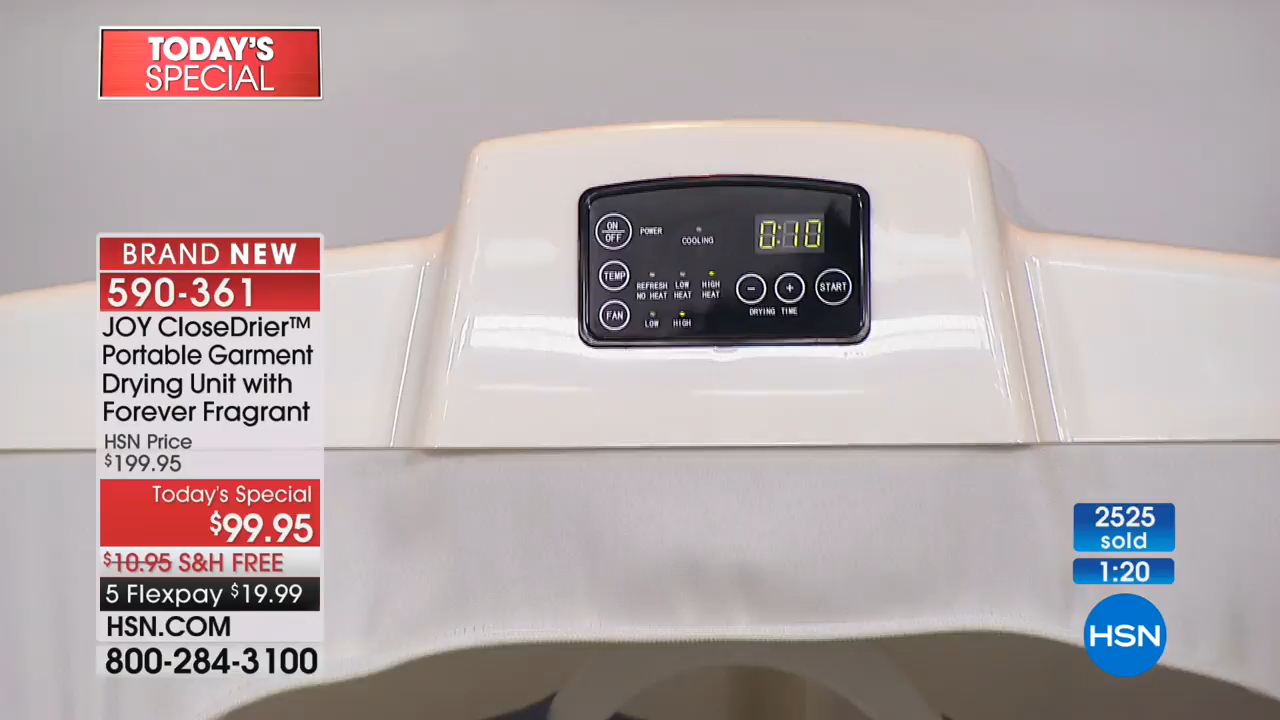 TODAY'S
SPECIAL
BRAND NEW
590-361
JOY CloseDrier™
Portable Garment
Drying Unit with
Forever Fragrant
HSN Price
$199.95
Today's Special
$99.95
$10.95 S&H FREE
5 Flexpay $19.99
HSN.COM
800-284-3100
ON
OFF
POWER
COOLING
0:10
TEMP
REFRESH
NO HEAT
LOW
HEAT
HIGH
HEAT
-
+
START
DRYING TIME
FAN
LOW
HIGH
2525
sold
1:20
HSN